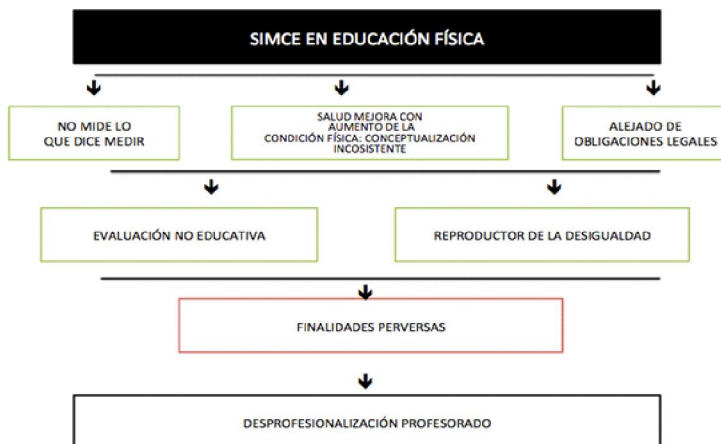 SIMCE EN EDUCACIÓN FÍSICA
NO MIDE LO
QUE DICE MEDIR
SALUD MEJORA CON
AUMENTO DE LA
CONDICIÓN FÍSICA: CONCEPTUALIZACIÓN
INCOSISTENTE
ALEJADO DE
OBLIGACIONES LEGALES
EVALUACIÓN NO EDUCATIVA
REPRODUCTOR DE LA DESIGUALDAD
FINALIDADES PERVERSAS
DESPROFESIONALIZACIÓN PROFESORADO